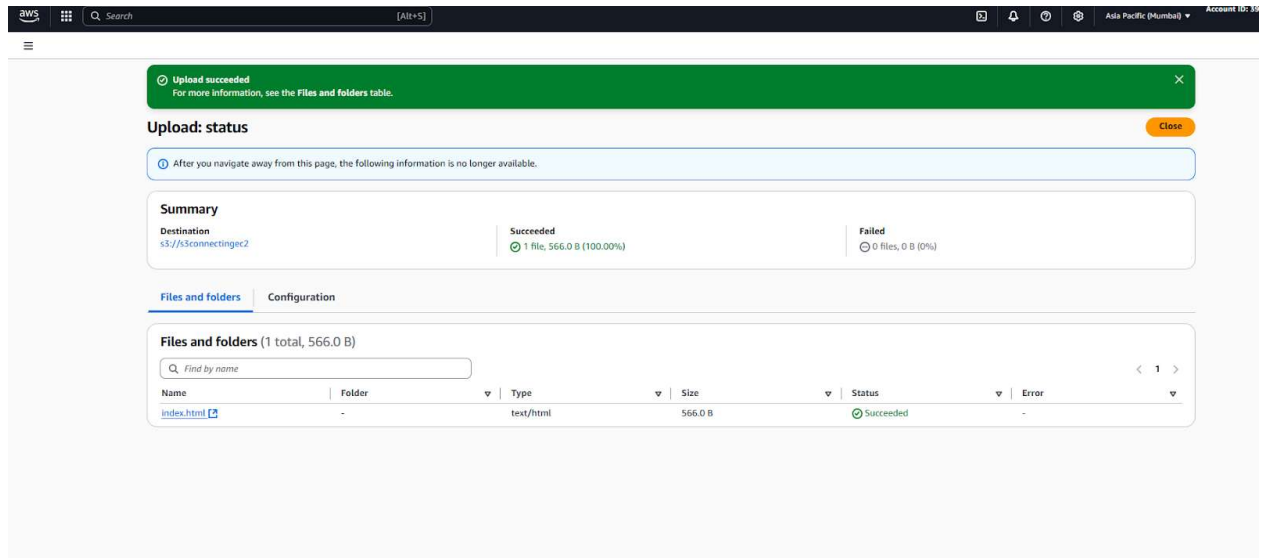 aws Search [Alt+S] Asia Pacific (Mumbai) Account ID: 39
Upload succeeded
For more information, see the Files and folders table.
Upload: status Close
After you navigate away from this page, the following information is no longer available.
Summary
Destination Succeeded Failed
s3://s3connectingec2 1 file, 566.0 B (100.00%) 0 files, 0 B (0%)
Files and folders Configuration
Files and folders (1 total, 566.0 B)
Find by name 1
Name Folder Type Size Status Error
index.html - text/html 566.0 B Succeeded -